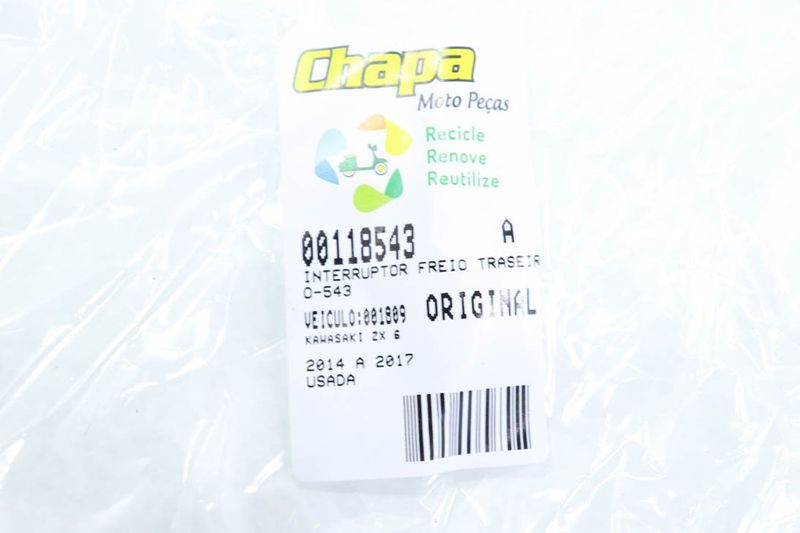 Chapa
Moto Peças
Recicle
Renove
Reutilize
00118543 A
INTERRUPTOR FREIO TRASEIR
O-543
VEICULO:001809 ORIGINAL
KAWASAKI ZX 6
2014 A 2017
USADA